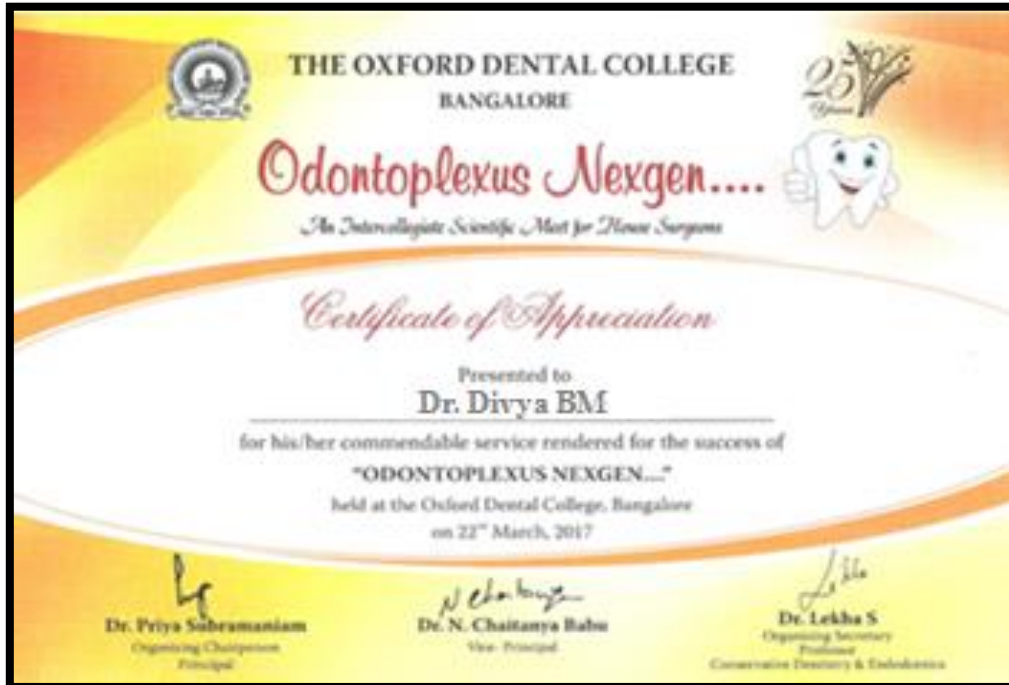 THE OXFORD DENTAL COLLEGE
BANGALORE
25
Years
Odontoplexus Nexgen....
An Intercollegiate Scientific Meet for House Surgeons
Certificate of Appreciation
Presented to
Dr. Divya BM
for his/her commendable service rendered for the success of
"ODONTOPLEXUS NEXGEN...."
held at the Oxford Dental College, Bangalore
on 22nd March, 2017
Lekha
Dr. Priya Subramaniam
Organizing Chairperson
Principal
N Chaitanya
Dr. N. Chaitanya Babu
Vice- Principal
Dr. Lekha S
Organizing Secretary
Professor
Conservative Dentistry & Endodontics